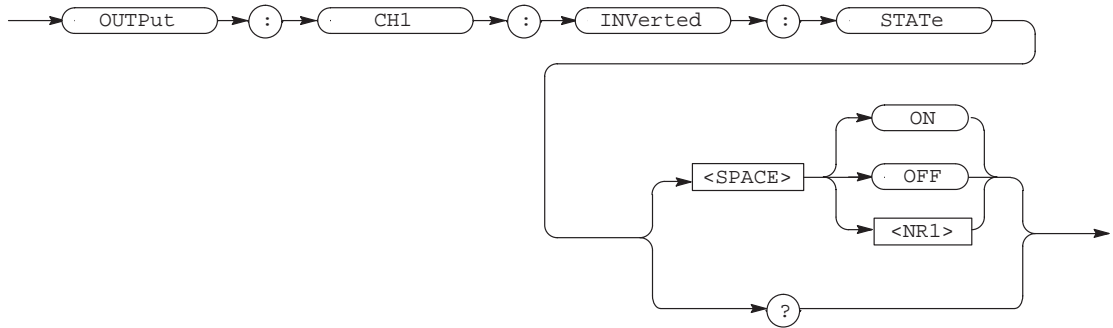 OUTPut : CH1 : INVerted : STATe
ON
<SPACE> OFF
<NR1>
?